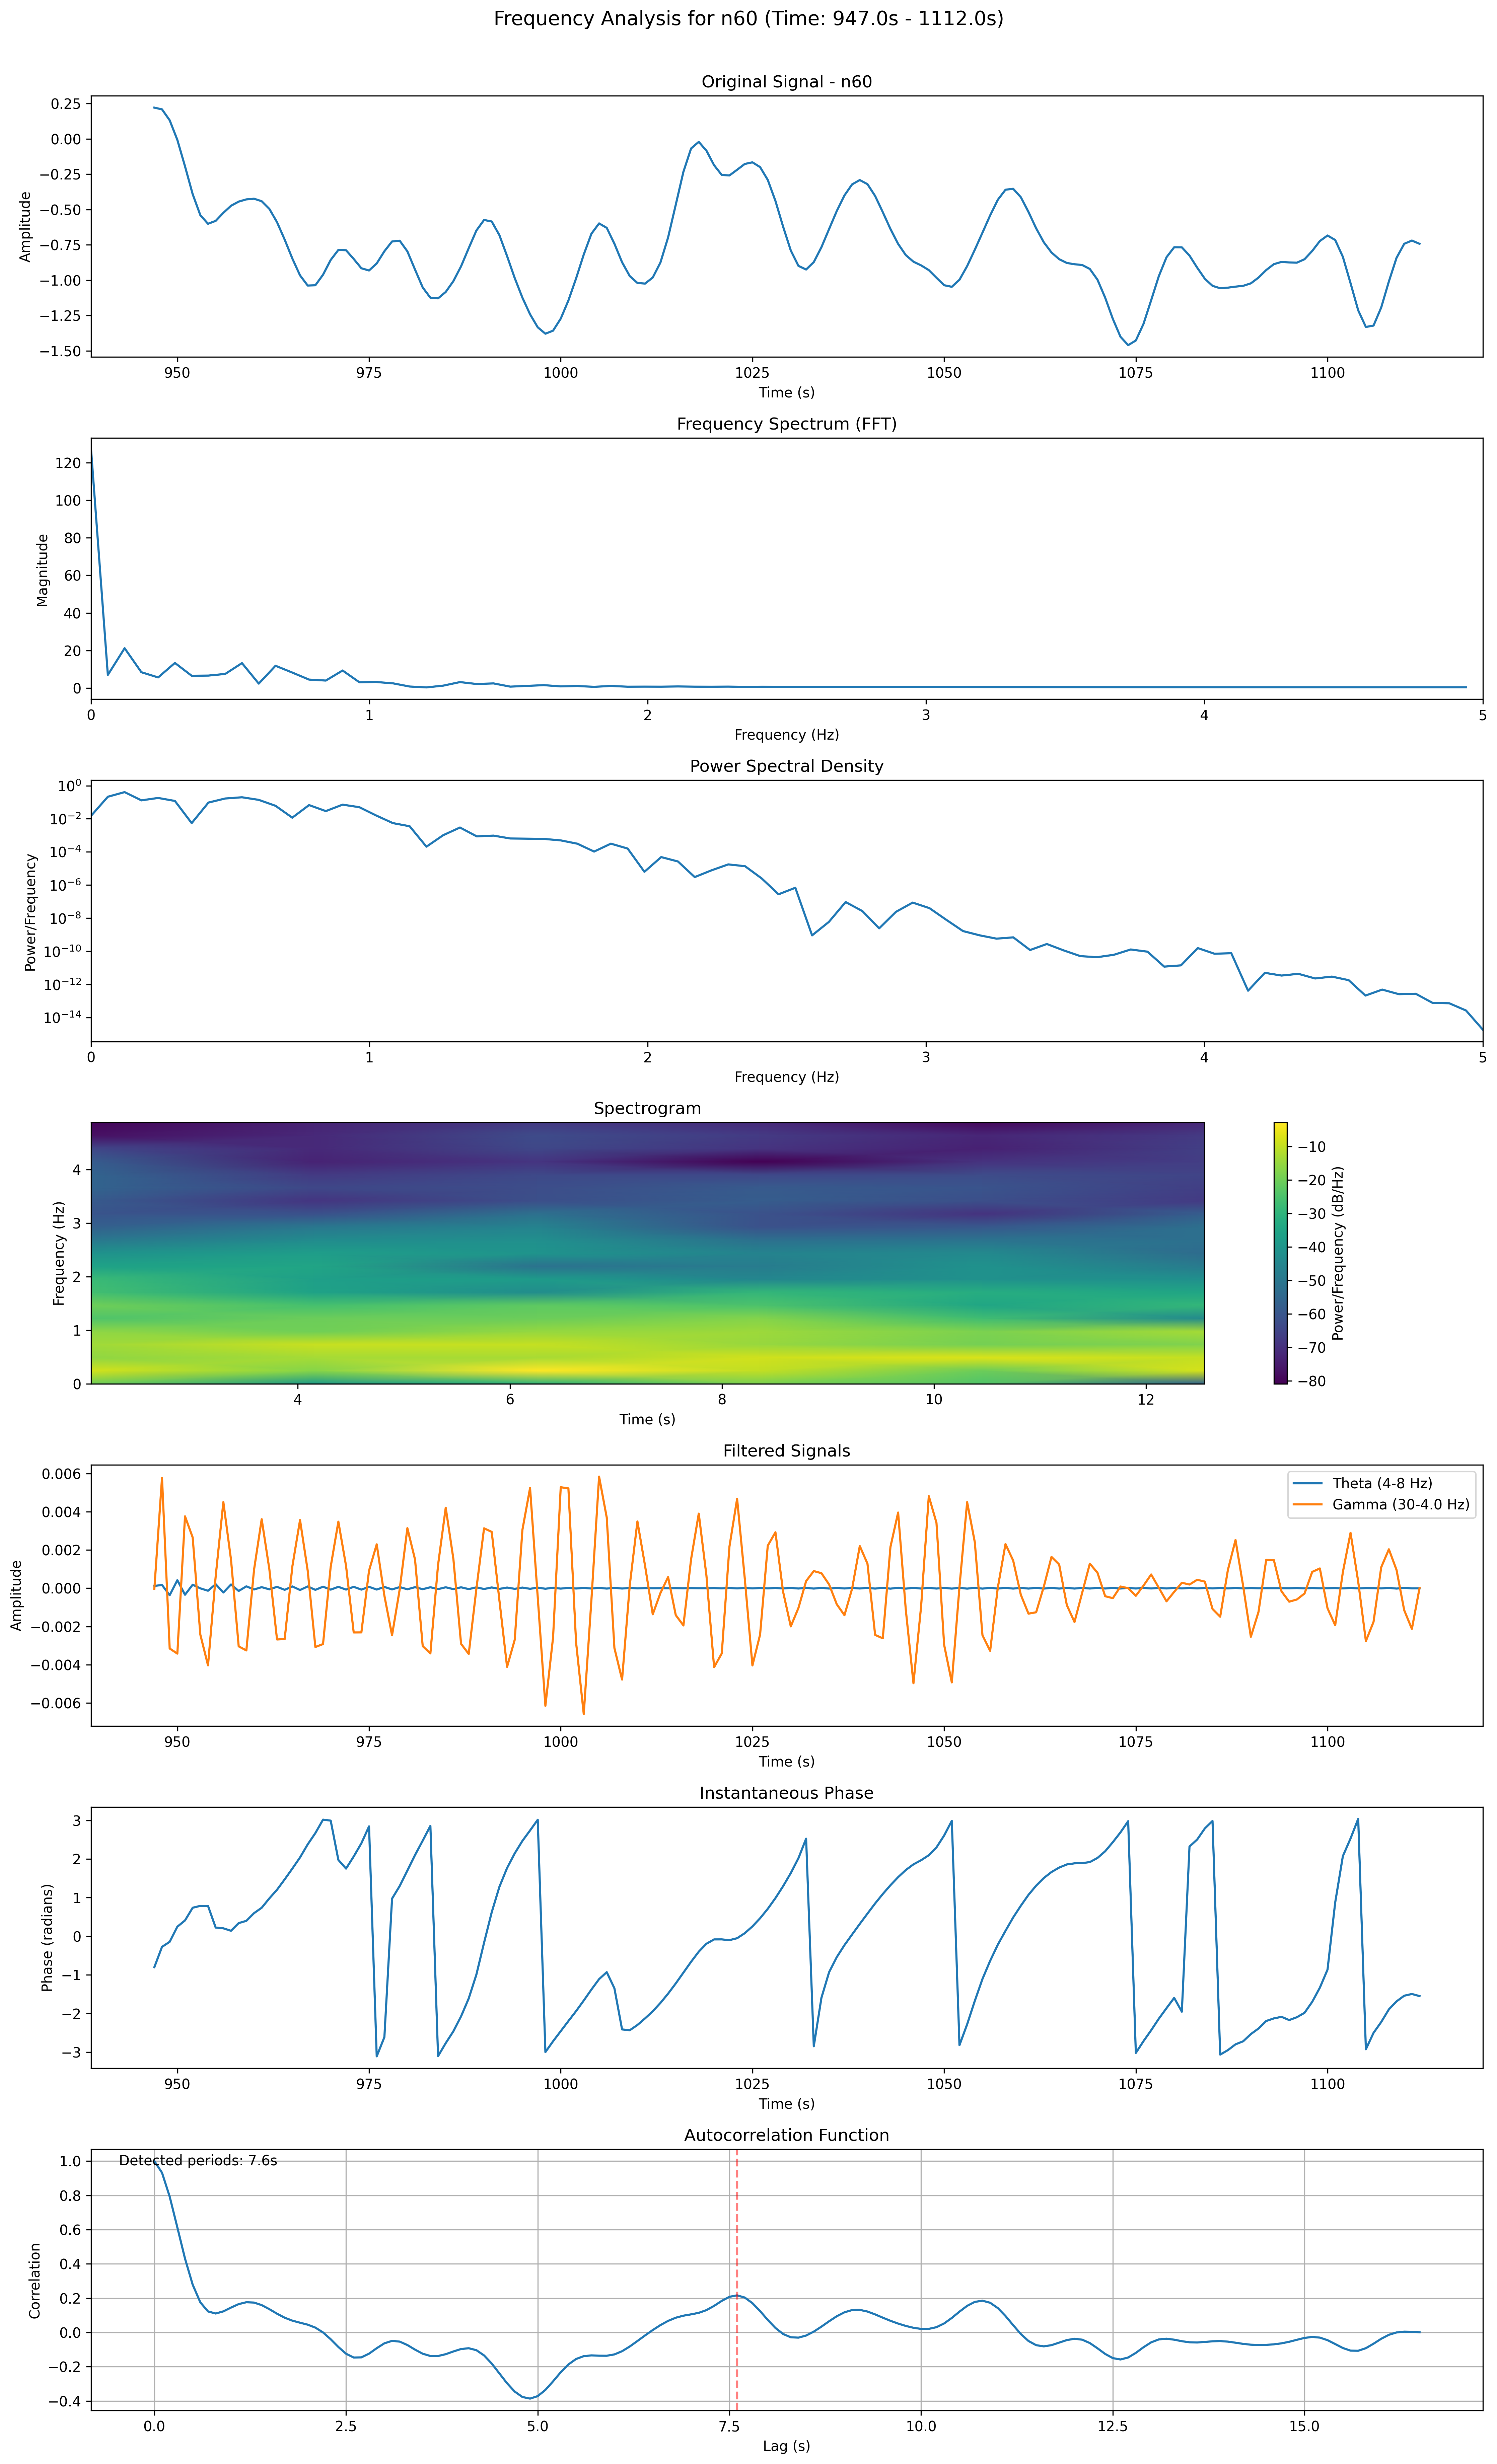 Frequency Analysis for n60 (Time: 947.0s - 1112.0s)
Original Signal - n60
Amplitude
0.25
0.00
−0.25
−0.50
−0.75
−1.00
−1.25
−1.50
950 975 1000 1025 1050 1075 1100
Time (s)
Frequency Spectrum (FFT)
Magnitude
120
100
80
60
40
20
0
0 1 2 3 4 5
Frequency (Hz)
Power Spectral Density
Power/Frequency
10⁰
10⁻²
10⁻⁴
10⁻⁶
10⁻⁸
10⁻¹⁰
10⁻¹²
10⁻¹⁴
0 1 2 3 4 5
Frequency (Hz)
Spectrogram
Frequency (Hz)
4
3
2
1
0
4 6 8 10 12
Time (s)
−10
−20
−30
−40
−50
−60
−70
−80
Power/Frequency (dB/Hz)
Filtered Signals
Amplitude
0.006
0.004
0.002
0.000
−0.002
−0.004
−0.006
Theta (4-8 Hz)
Gamma (30-4.0 Hz)
950 975 1000 1025 1050 1075 1100
Time (s)
Instantaneous Phase
Phase (radians)
3
2
1
0
−1
−2
−3
950 975 1000 1025 1050 1075 1100
Time (s)
Autocorrelation Function
Detected periods: 7.6s
Correlation
1.0
0.8
0.6
0.4
0.2
0.0
−0.2
−0.4
0.0 2.5 5.0 7.5 10.0 12.5 15.0
Lag (s)